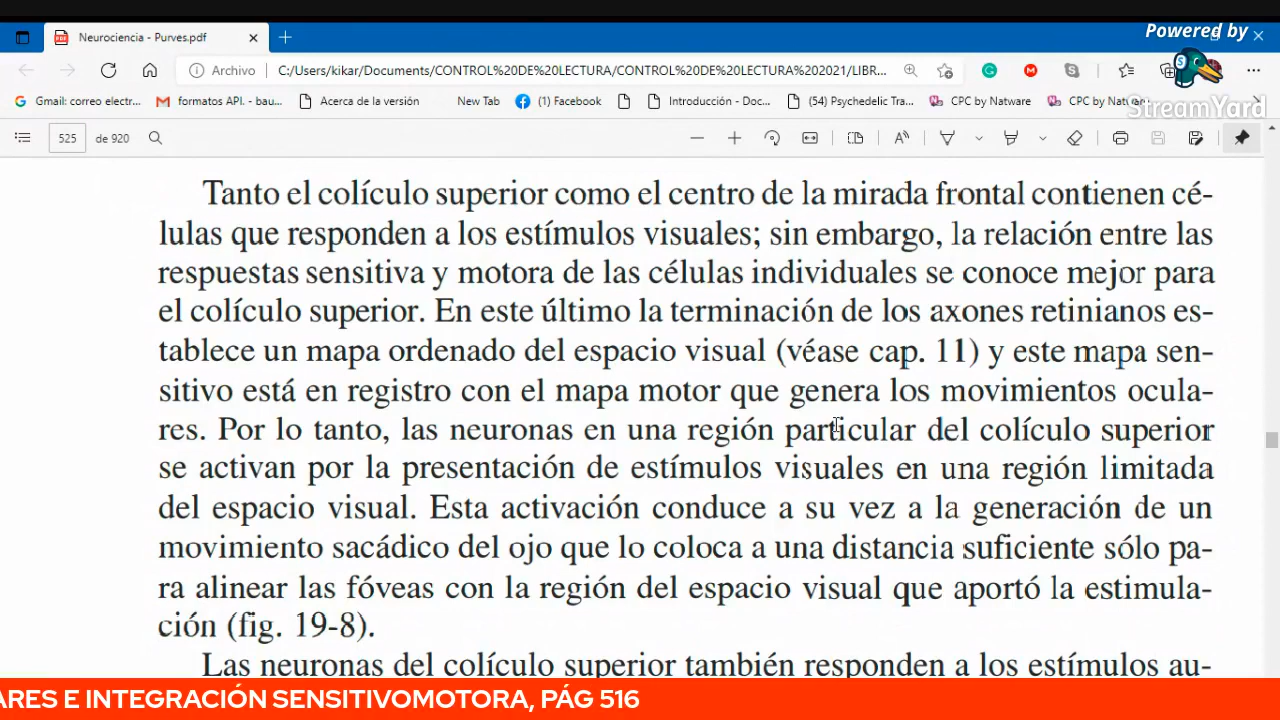 Powered by
Neurociencia - Purves.pdf
Archivo
C:/Users/kikar/Documents/CONTROL%20DE%20LECTURA/CONTROL%20DE%20LECTURA%202021/LIBR...
Gmail: correo electr...
formatos API. - bau...
Acerca de la versión
New Tab
(1) Facebook
Introducción - Doc...
(54) Psychedelic Tra...
CPC by Natware
CPC by Natware
StreamYard
525 de 920
Tanto el colículo superior como el centro de la mirada frontal contienen cé-
lulas que responden a los estímulos visuales; sin embargo, la relación entre las
respuestas sensitiva y motora de las células individuales se conoce mejor para
el colículo superior. En este último la terminación de los axones retinianos es-
tablece un mapa ordenado del espacio visual (véase cap. 11) y este mapa sen-
sitivo está en registro con el mapa motor que genera los movimientos ocula-
res. Por lo tanto, las neuronas en una región particular del colículo superior
se activan por la presentación de estímulos visuales en una región limitada
del espacio visual. Esta activación conduce a su vez a la generación de un
movimiento sacádico del ojo que lo coloca a una distancia suficiente sólo pa-
ra alinear las fóveas con la región del espacio visual que aportó la estimula-
ción (fig. 19-8).
Las neuronas del colículo superior también responden a los estímulos au-
ARES E INTEGRACIÓN SENSITIVOMOTORA, PÁG 516